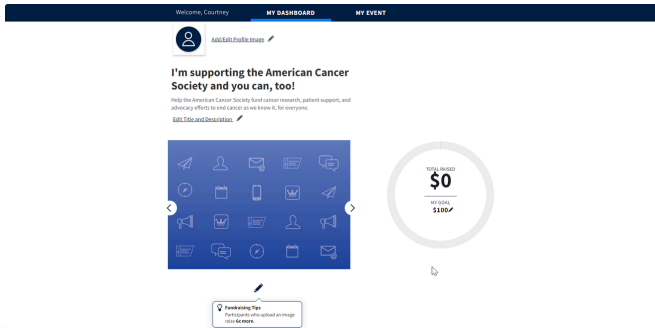 Welcome, Courtney
MY DASHBOARD
MY EVENT
Add/Edit Profile Image
I'm supporting the American Cancer
Society and you can, too!
Help the American Cancer Society fund cancer research, patient support, and
advocacy efforts to end cancer as we know it, for everyone.
Edit Title and Description
TOTAL RAISED
$0
MY GOAL
$100
Fundraising Tips
Participants who upload an image
raise 6x more.